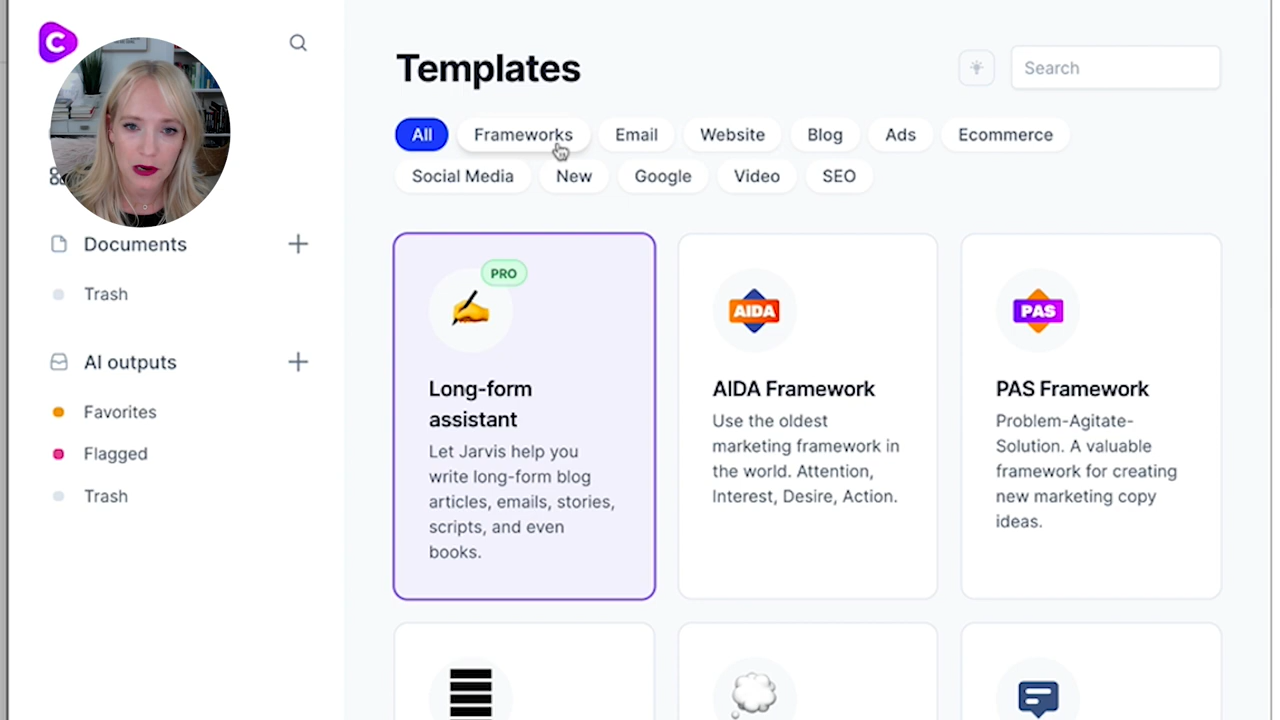 C
Templates
Search
All
Frameworks
Email
Website
Blog
Ads
Ecommerce
Social Media
New
Google
Video
SEO
Documents
Trash
AI outputs
Favorites
Flagged
Trash
PRO
Long-form
assistant
Let Jarvis help you
write long-form blog
articles, emails, stories,
scripts, and even
books.
AIDA
AIDA Framework
Use the oldest
marketing framework in
the world. Attention,
Interest, Desire, Action.
PAS
PAS Framework
Problem-Agitate-
Solution. A valuable
framework for creating
new marketing copy
ideas.